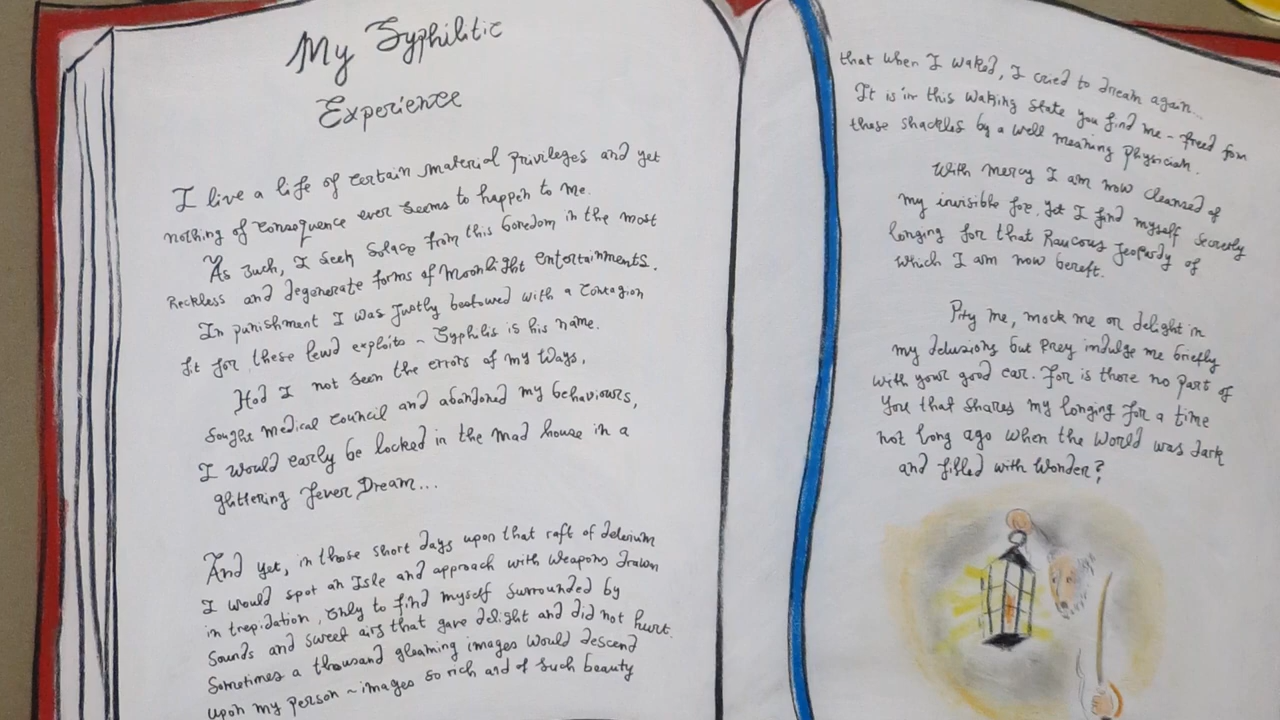 My Syphilitic
Experience
I live a life of certain material privileges and yet
nothing of consequence ever seems to happen to me.
As such, I seek solace from this boredom in the most
Reckless and degenerate forms of Moonlight entertainments.
In punishment I was justly bestowed with a contagion
fit for these lewd exploits ~ Syphilis is his name.
Had I not seen the errors of my ways,
sought medical council and abandoned my behaviours,
I would early be locked in the mad house in a
glittering Fever Dream...
And yet, in those short days upon that raft of delerium
I would spot an Isle and approach with weapons drawn
in trepidation, only to find myself surrounded by
Sounds and sweet airs that gave delight and did not hurt.
Sometimes a thousand gleaming images would descend
upon my person ~ images so rich and of such beauty
that when I waked, I cried to dream again...
It is in this waking state you find me - freed from
these shackles by a well meaning physician.
With mercy I am now cleansed of
my invisible foe. Yet I find myself secretly
longing for that Raucous jeopardy of
which I am now bereft.
Pity me, mock me or delight in
my delusions but prey indulge me briefly
with your good ear. For is there no part of
you that shares my longing for a time
not long ago when the world was dark
and filled with wonder?